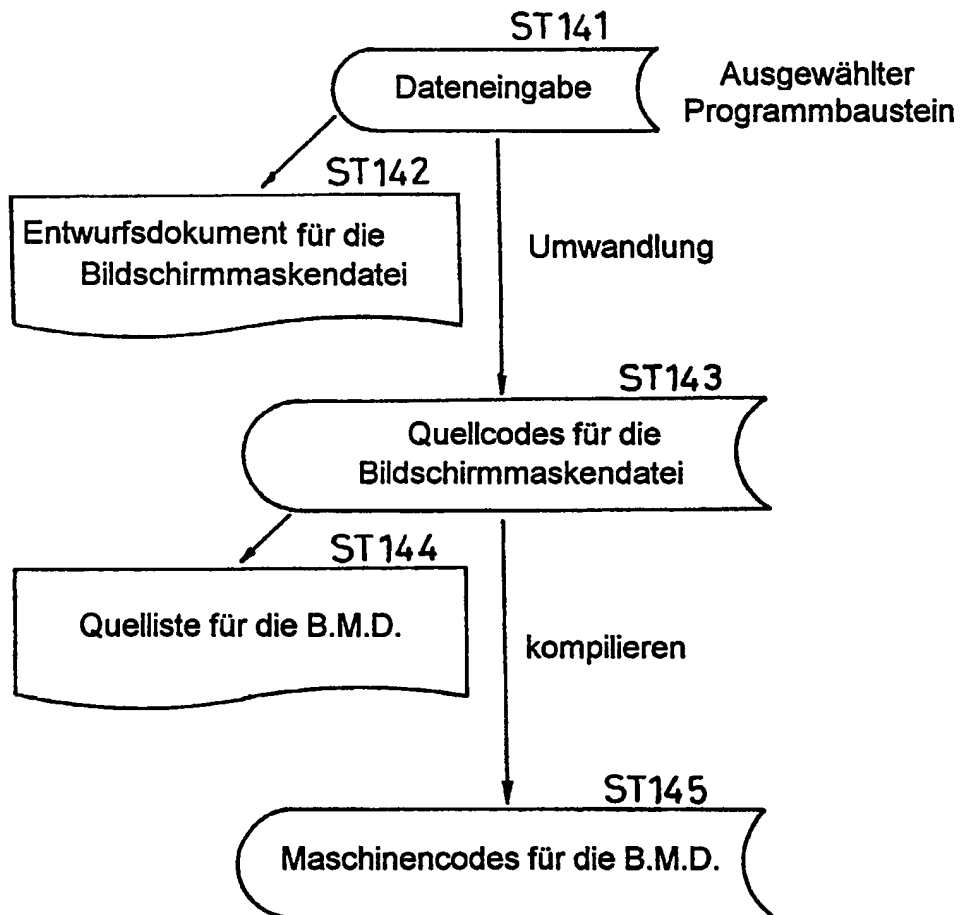 ST141
Dateneingabe
Ausgewählter
Programmbaustein
ST142
Entwurfsdokument für die
Bildschirmmaskendatei
Umwandlung
ST143
Quellcodes für die
Bildschirmmaskendatei
ST144
Quelliste für die B.M.D.
kompilieren
ST145
Maschinencodes für die B.M.D.